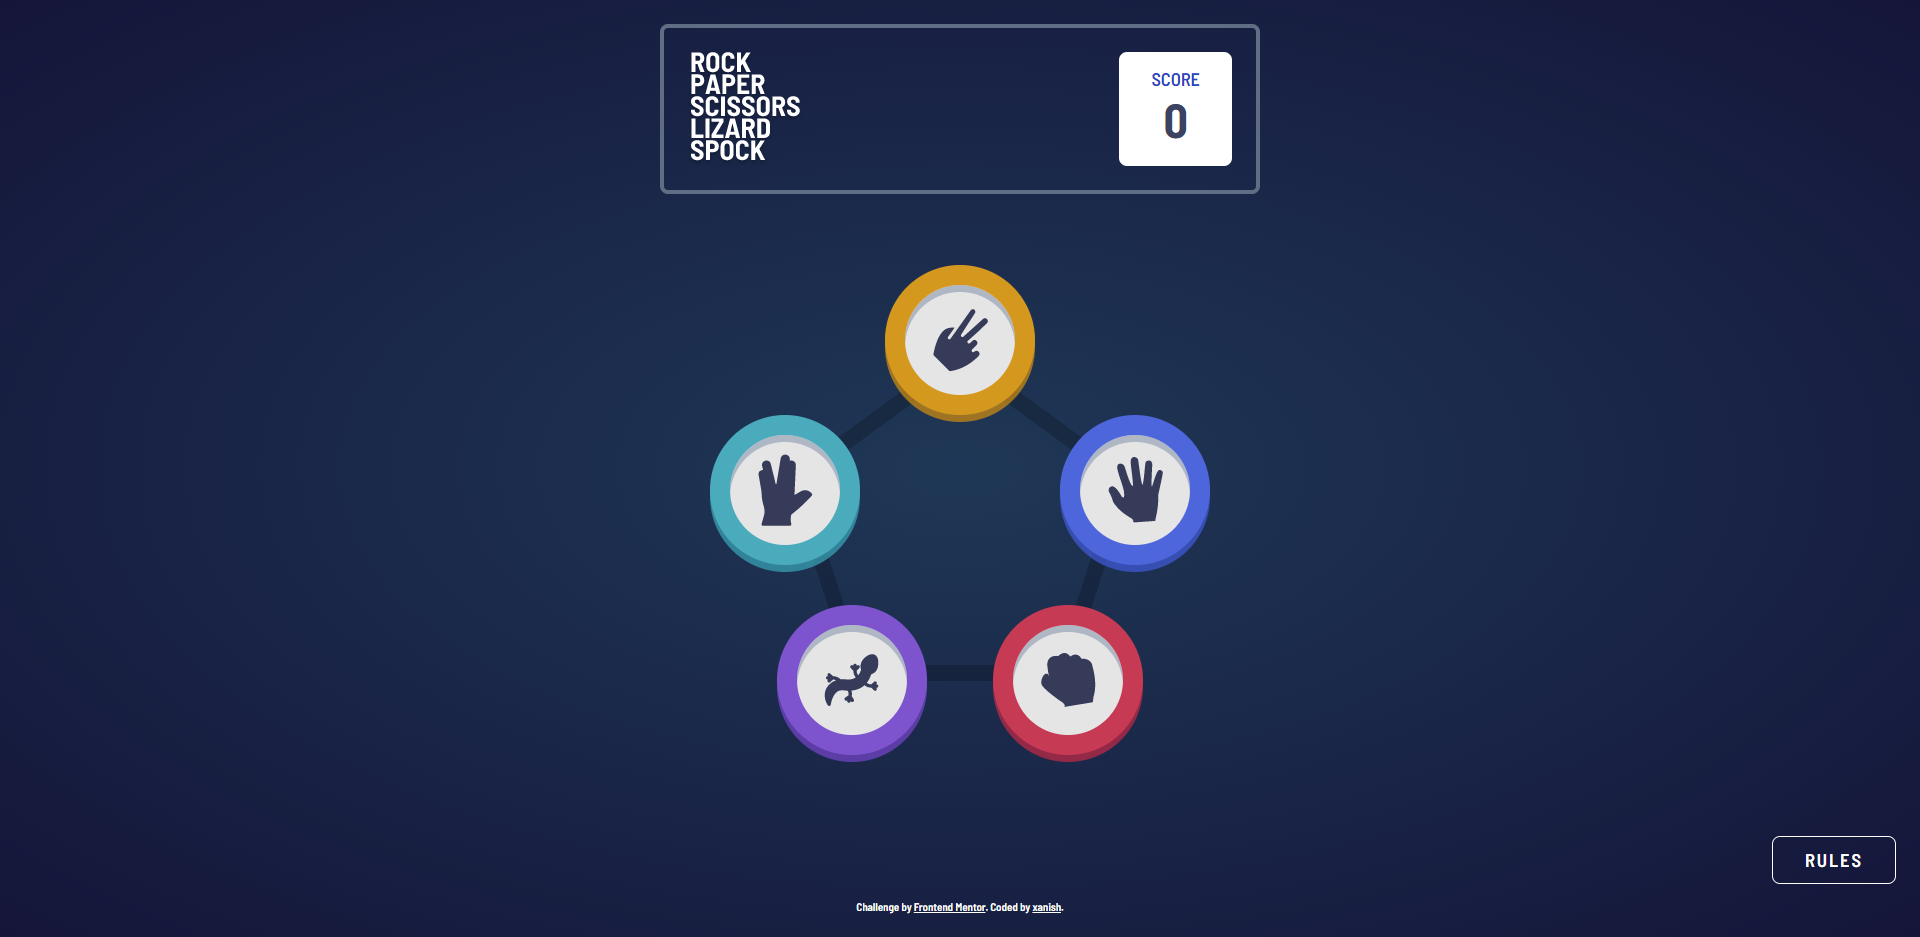 ROCK
PAPER
SCISSORS
LIZARD
SPOCK
SCORE
0
RULES
Challenge by Frontend Mentor. Coded by xanish.